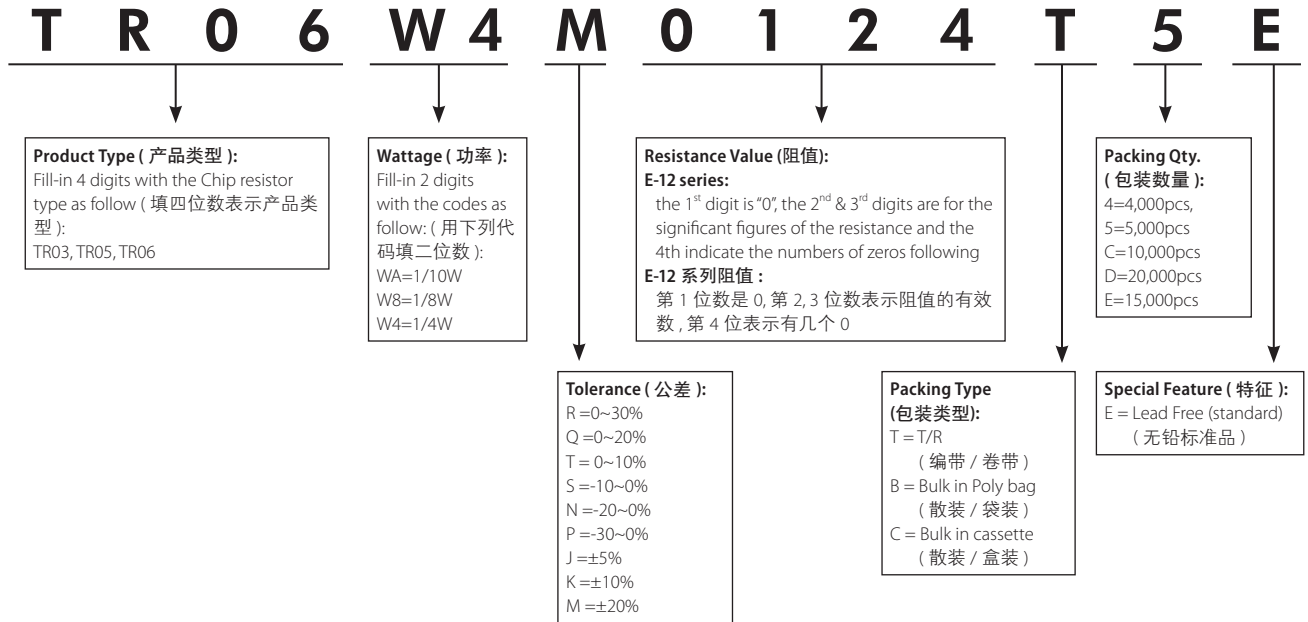 T R 0 6 W 4 M 0 1 2 4 T 5 E
Product Type ( 产品类型 ):
Fill-in 4 digits with the Chip resistor
type as follow ( 填四位数表示产品类
型 ):
TR03, TR05, TR06
Wattage ( 功率 ):
Fill-in 2 digits
with the codes as
follow: ( 用下列代
码填二位数 ):
WA=1/10W
W8=1/8W
W4=1/4W
Resistance Value (阻值):
E-12 series:
the 1st digit is "0", the 2nd & 3rd digits are for the
significant figures of the resistance and the
4th indicate the numbers of zeros following
E-12 系列阻值 :
第 1 位数是 0, 第 2, 3 位数表示阻值的有效
数 , 第 4 位表示有几个 0
Packing Qty.
( 包装数量 ):
4=4,000pcs,
5=5,000pcs
C=10,000pcs
D=20,000pcs
E=15,000pcs
Tolerance ( 公差 ):
R =0~30%
Q =0~20%
T = 0~10%
S =-10~0%
N =-20~0%
P =-30~0%
J =±5%
K =±10%
M =±20%
Packing Type
(包装类型):
T = T/R
( 编带 / 卷带 )
B = Bulk in Poly bag
( 散装 / 袋装 )
C = Bulk in cassette
( 散装 / 盒装 )
Special Feature ( 特征 ):
E = Lead Free (standard)
( 无铅标准品 )